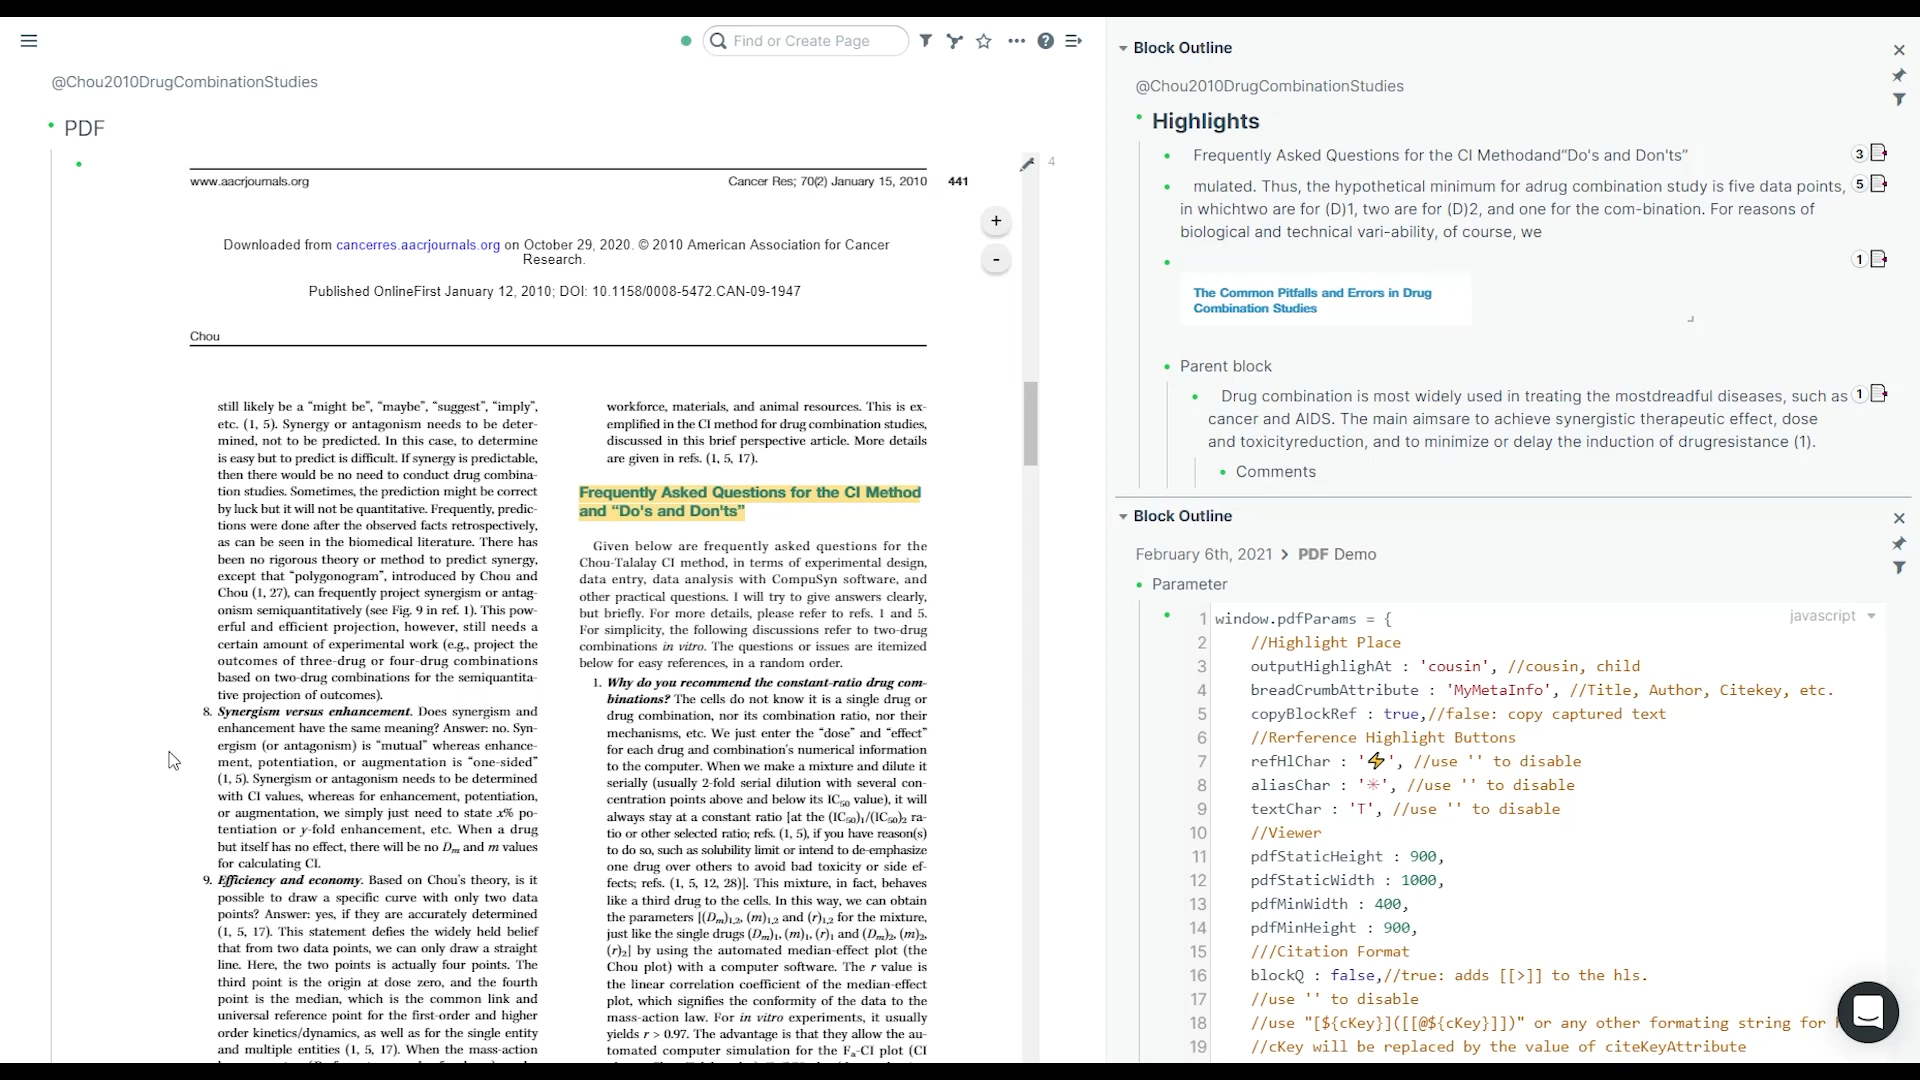 Find or Create Page
@Chou2010DrugCombinationStudies
PDF
4
www.aacrjournals.org
Cancer Res; 70(2) January 15, 2010 441
+
-
Downloaded from cancerres.aacrjournals.org on October 29, 2020. © 2010 American Association for Cancer
Research.
Published OnlineFirst January 12, 2010; DOI: 10.1158/0008-5472.CAN-09-1947
Chou
still likely be a “might be”, “maybe”, “suggest”, “imply”,
etc. (1, 5). Synergy or antagonism needs to be deter-
mined, not to be predicted. In this case, to determine
is easy but to predict is difficult. If synergy is predictable,
then there would be no need to conduct drug combina-
tion studies. Sometimes, the prediction might be correct
by luck but it will not be quantitative. Frequently, predic-
tions were done after the observed facts retrospectively,
as can be seen in the biomedical literature. There has
been no rigorous theory or method to predict synergy,
except that “polygonogram”, introduced by Chou and
Chou (1, 27), can frequently project synergism or antag-
onism semiquantitatively (see Fig. 9 in ref. 1). This pow-
erful and efficient projection, however, still needs a
certain amount of experimental work (e.g., project the
outcomes of three-drug or four-drug combinations
based on two-drug combinations for the semiquantita-
tive projection of outcomes).
8. Synergism versus enhancement. Does synergism and
enhancement have the same meaning? Answer: no. Syn-
ergism (or antagonism) is “mutual” whereas enhance-
ment, potentiation, or augmentation is “one-sided”
(1, 5). Synergism or antagonism needs to be determined
with CI values, whereas for enhancement, potentiation,
or augmentation, we simply just need to state x% po-
tentiation or y-fold enhancement, etc. When a drug
but itself has no effect, there will be no Dm and m values
for calculating CI.
9. Efficiency and economy. Based on Chou's theory, is it
possible to draw a specific curve with only two data
points? Answer: yes, if they are accurately determined
(1, 5, 17). This statement defies the widely held belief
that from two data points, we can only draw a straight
line. Here, the two points is actually four points. The
third point is the origin at dose zero, and the fourth
point is the median, which is the common link and
universal reference point for the first-order and higher
order kinetics/dynamics, as well as for the single entity
and multiple entities (1, 5, 17). When the mass-action
workforce, materials, and animal resources. This is ex-
emplified in the CI method for drug combination studies,
discussed in this brief perspective article. More details
are given in refs. (1, 5, 17).
Frequently Asked Questions for the CI Method
and “Do's and Don'ts”
Given below are frequently asked questions for the
Chou-Talalay CI method, in terms of experimental design,
data entry, data analysis with CompuSyn software, and
other practical questions. I will try to give answers clearly,
but briefly. For more details, please refer to refs. 1 and 5.
For simplicity, the following discussions refer to two-drug
combinations in vitro. The questions or issues are itemized
below for easy references, in a random order.
1. Why do you recommend the constant-ratio drug com-
binations? The cells do not know it is a single drug or
drug combination, nor its combination ratio, nor their
mechanisms, etc. We just enter the “dose” and “effect”
for each drug and combination's numerical information
to the computer. When we make a mixture and dilute it
serially (usually 2-fold serial dilution with several con-
centration points above and below its IC50 value), it will
always stay at a constant ratio [at the (IC50)1/(IC50)2 ra-
tio or other selected ratio; refs. (1, 5), if you have reason(s)
to do so, such as solubility limit or intend to de-emphasize
one drug over others to avoid bad toxicity or side ef-
fects; refs. (1, 5, 12, 28)]. This mixture, in fact, behaves
like a third drug to the cells. In this way, we can obtain
the parameters [(Dm)1,2, (m)1,2 and (r)1,2 for the mixture,
just like the single drugs (Dm)1, (m)1, (r)1 and (Dm)2, (m)2,
(r)2] by using the automated median-effect plot (the
Chou plot) with a computer software. The r value is
the linear correlation coefficient of the median-effect
plot, which signifies the conformity of the data to the
mass-action law. For in vitro experiments, it usually
yields r > 0.97. The advantage is that they allow the au-
tomated computer simulation for the Fa-CI plot (CI
Block Outline
@Chou2010DrugCombinationStudies
Highlights
Frequently Asked Questions for the CI Methodand“Do's and Don'ts” 3
mulated. Thus, the hypothetical minimum for adrug combination study is five data points, 5
in whichtwo are for (D)1, two are for (D)2, and one for the com-bination. For reasons of
biological and technical vari-ability, of course, we
1
The Common Pitfalls and Errors in Drug
Combination Studies
Parent block
Drug combination is most widely used in treating the mostdreadful diseases, such as 1
cancer and AIDS. The main aimsare to achieve synergistic therapeutic effect, dose
and toxicityreduction, and to minimize or delay the induction of drugresistance (1).
Comments
Block Outline
February 6th, 2021 > PDF Demo
Parameter
javascript
1 window.pdfParams = {
2 //Highlight Place
3 outputHighlighAt : 'cousin', //cousin, child
4 breadCrumbAttribute : 'MyMetaInfo', //Title, Author, Citekey, etc.
5 copyBlockRef : true,//false: copy captured text
6 //Rerference Highlight Buttons
7 refHlChar : '⚡', //use '' to disable
8 aliasChar : '✳', //use '' to disable
9 textChar : 'T', //use '' to disable
10 //Viewer
11 pdfStaticHeight : 900,
12 pdfStaticWidth : 1000,
13 pdfMinWidth : 400,
14 pdfMinHeight : 900,
15 ///Citation Format
16 blockQ : false,//true: adds [[>]] to the hls.
17 //use '' to disable
18 //use "[${cKey}]([[@${cKey}]])" or any other formating string for
19 //cKey will be replaced by the value of citeKeyAttribute